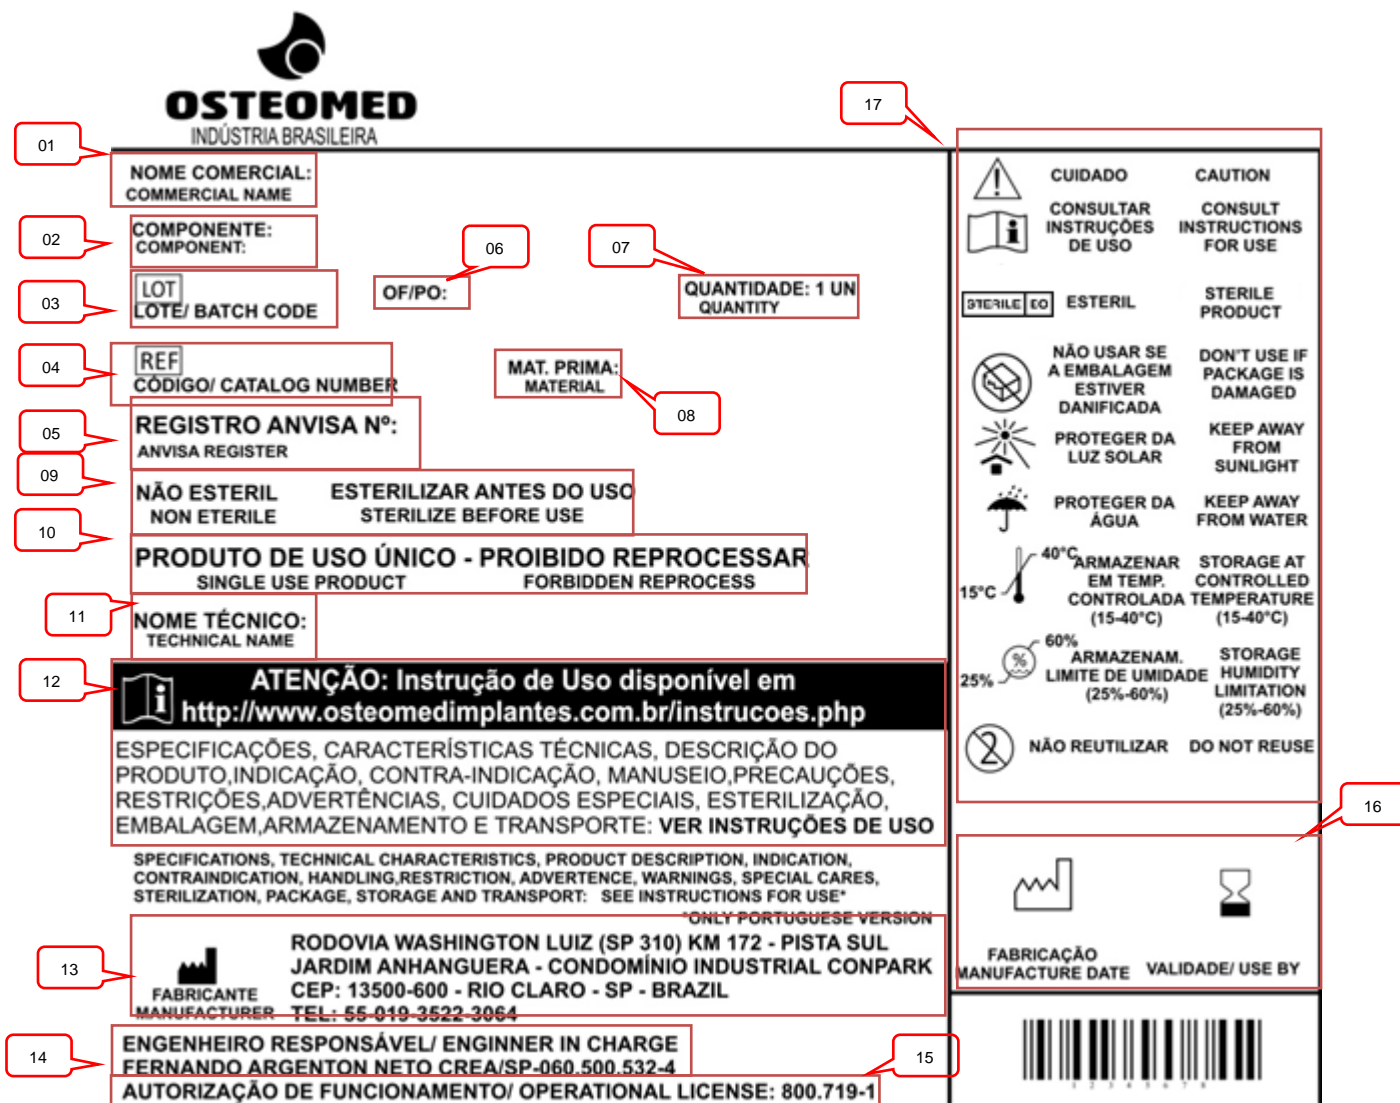 OSTEOMED
INDÚSTRIA BRASILEIRA
01
NOME COMERCIAL:
COMMERCIAL NAME
02
COMPONENTE:
COMPONENT:
03
LOT
LOTE/ BATCH CODE
06
OF/PO:
07
QUANTIDADE: 1 UN
QUANTITY
04
REF
CÓDIGO/ CATALOG NUMBER
MAT. PRIMA:
MATERIAL
08
05
REGISTRO ANVISA Nº:
ANVISA REGISTER
09
NÃO ESTERIL ESTERILIZAR ANTES DO USO
NON ETERILE STERILIZE BEFORE USE
10
PRODUTO DE USO ÚNICO - PROIBIDO REPROCESSAR
SINGLE USE PRODUCT FORBIDDEN REPROCESS
11
NOME TÉCNICO:
TECHNICAL NAME
12
ATENÇÃO: Instrução de Uso disponível em
http://www.osteomedimplantes.com.br/instrucoes.php
ESPECIFICAÇÕES, CARACTERÍSTICAS TÉCNICAS, DESCRIÇÃO DO
PRODUTO,INDICAÇÃO, CONTRA-INDICAÇÃO, MANUSEIO,PRECAUÇÕES,
RESTRIÇÕES,ADVERTÊNCIAS, CUIDADOS ESPECIAIS, ESTERILIZAÇÃO,
EMBALAGEM,ARMAZENAMENTO E TRANSPORTE: VER INSTRUÇÕES DE USO
SPECIFICATIONS, TECHNICAL CHARACTERISTICS, PRODUCT DESCRIPTION, INDICATION,
CONTRAINDICATION, HANDLING,RESTRICTION, ADVERTENCE, WARNINGS, SPECIAL CARES,
STERILIZATION, PACKAGE, STORAGE AND TRANSPORT: SEE INSTRUCTIONS FOR USE*
*ONLY PORTUGUESE VERSION
13
FABRICANTE
MANUFACTURER
RODOVIA WASHINGTON LUIZ (SP 310) KM 172 - PISTA SUL
JARDIM ANHANGUERA - CONDOMÍNIO INDUSTRIAL CONPARK
CEP: 13500-600 - RIO CLARO - SP - BRAZIL
TEL: 55-019-3522-3064
14
ENGENHEIRO RESPONSÁVEL/ ENGINNER IN CHARGE
FERNANDO ARGENTON NETO CREA/SP-060.500.532-4
15
AUTORIZAÇÃO DE FUNCIONAMENTO/ OPERATIONAL LICENSE: 800.719-1
17
CUIDADO
CAUTION
CONSULTAR
INSTRUÇÕES
DE USO
CONSULT
INSTRUCTIONS
FOR USE
STERILE EO
ESTERIL
STERILE
PRODUCT
NÃO USAR SE
A EMBALAGEM
ESTIVER
DANIFICADA
DON'T USE IF
PACKAGE IS
DAMAGED
PROTEGER DA
LUZ SOLAR
KEEP AWAY
FROM
SUNLIGHT
PROTEGER DA
ÁGUA
KEEP AWAY
FROM WATER
40°C
15°C
ARMAZENAR
EM TEMP.
CONTROLADA
(15-40°C)
STORAGE AT
CONTROLLED
TEMPERATURE
(15-40°C)
60%
%
25%
ARMAZENAM.
LIMITE DE UMIDADE
(25%-60%)
STORAGE
HUMIDITY
LIMITATION
(25%-60%)
2
NÃO REUTILIZAR
DO NOT REUSE
16
FABRICAÇÃO
MANUFACTURE DATE
VALIDADE/ USE BY
1 2 3 4 5 6 7 8